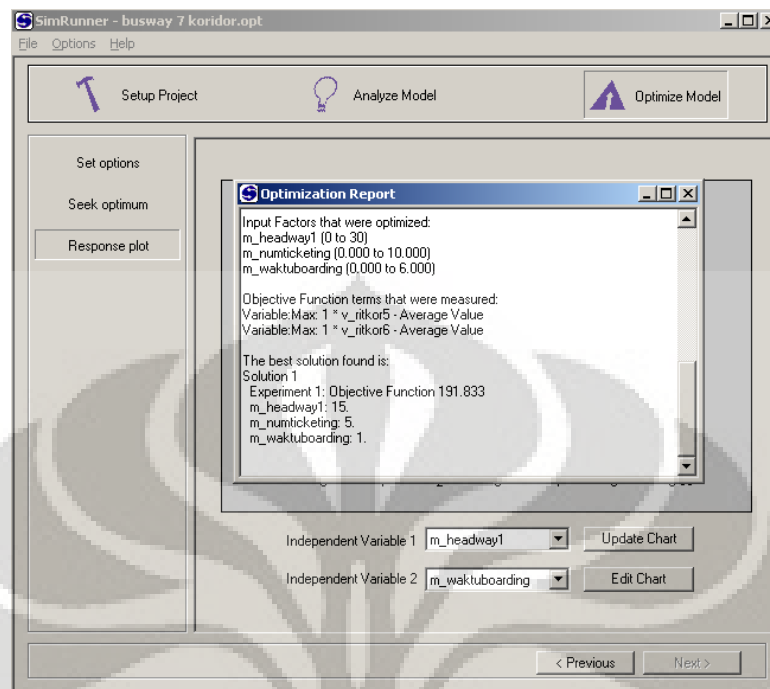 SimRunner - busway 7 koridor.opt
File Options Help
Setup Project
Analyze Model
Optimize Model
Set options
Seek optimum
Response plot
Optimization Report
Input Factors that were optimized:
m_headway1 (0 to 30)
m_numticketing (0.000 to 10.000)
m_waktuboarding (0.000 to 6.000)
Objective Function terms that were measured:
Variable:Max: 1 * v_ritkor5 - Average Value
Variable:Max: 1 * v_ritkor6 - Average Value
The best solution found is:
Solution 1
Experiment 1: Objective Function 191.833
m_headway1: 15.
m_numticketing: 5.
m_waktuboarding: 1.
Independent Variable 1 m_headway1 Update Chart
Independent Variable 2 m_waktuboarding Edit Chart
< Previous Next >